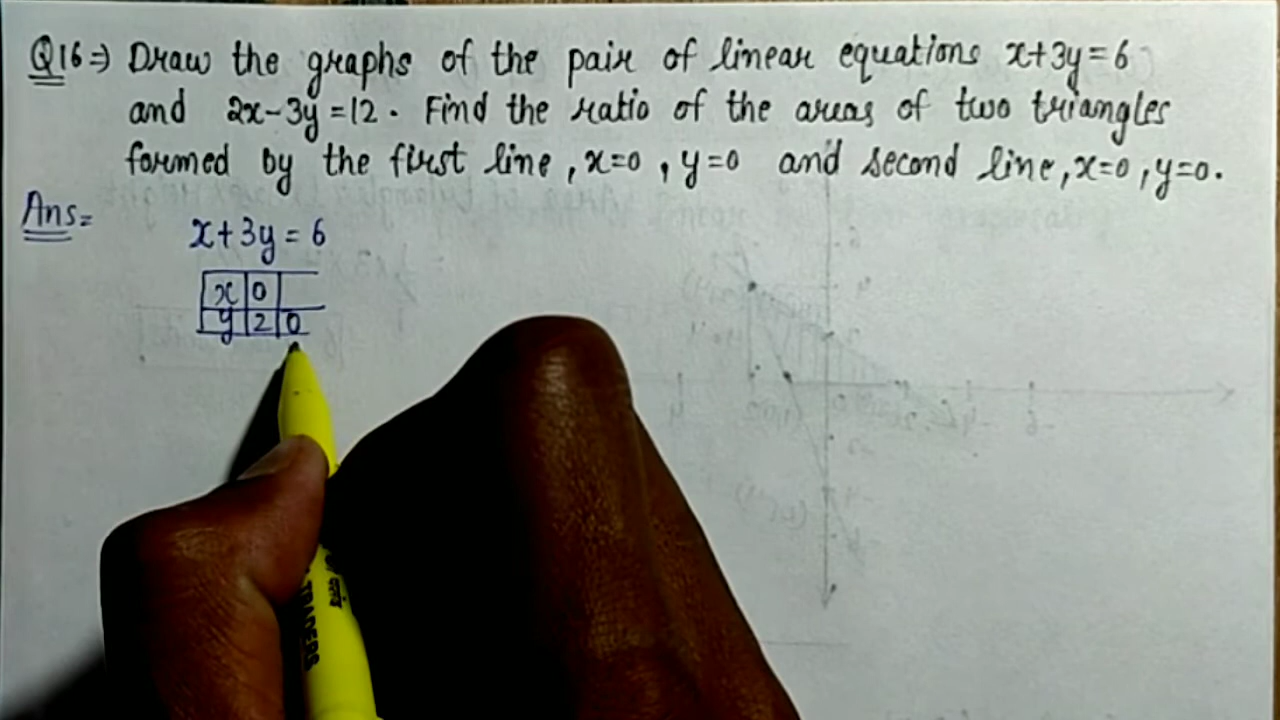 Q16⇒ Draw the graphs of the pair of linear equations x+3y=6
and 2x-3y=12. Find the ratio of the areas of two triangles
formed by the first line, x=0, y=0 and second line, x=0, y=0.
Ans=
x+3y=6
x 0
y 2 0